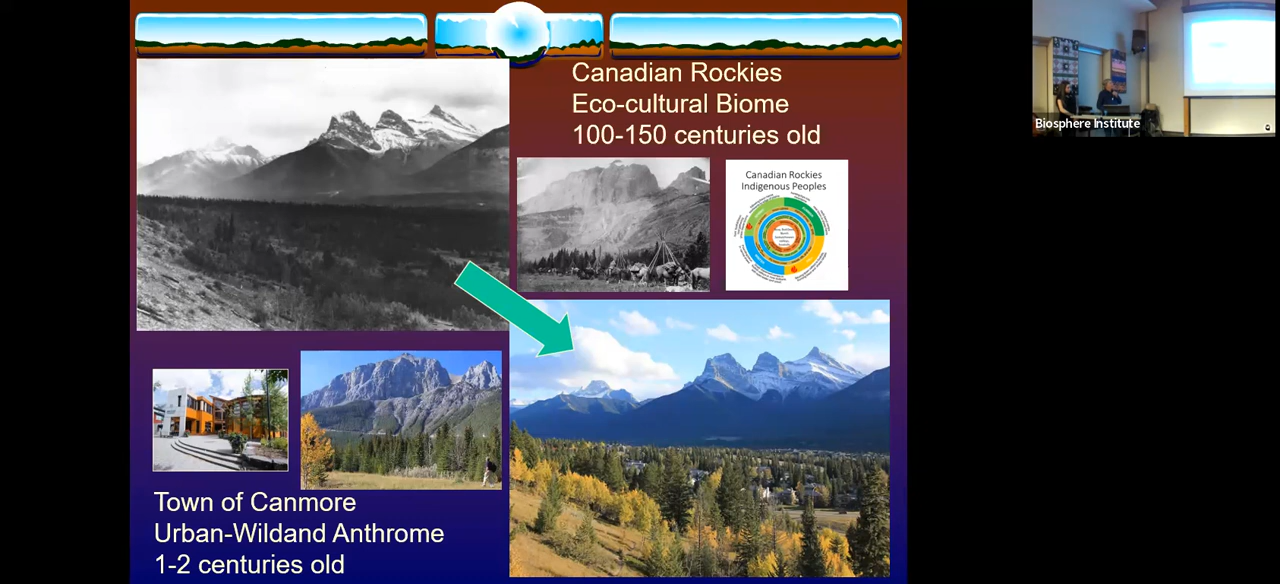 Canadian Rockies
Eco-cultural Biome
100-150 centuries old
Canadian Rockies
Indigenous Peoples
Town of Canmore
Urban-Wildand Anthrome
1-2 centuries old
Biosphere Institute